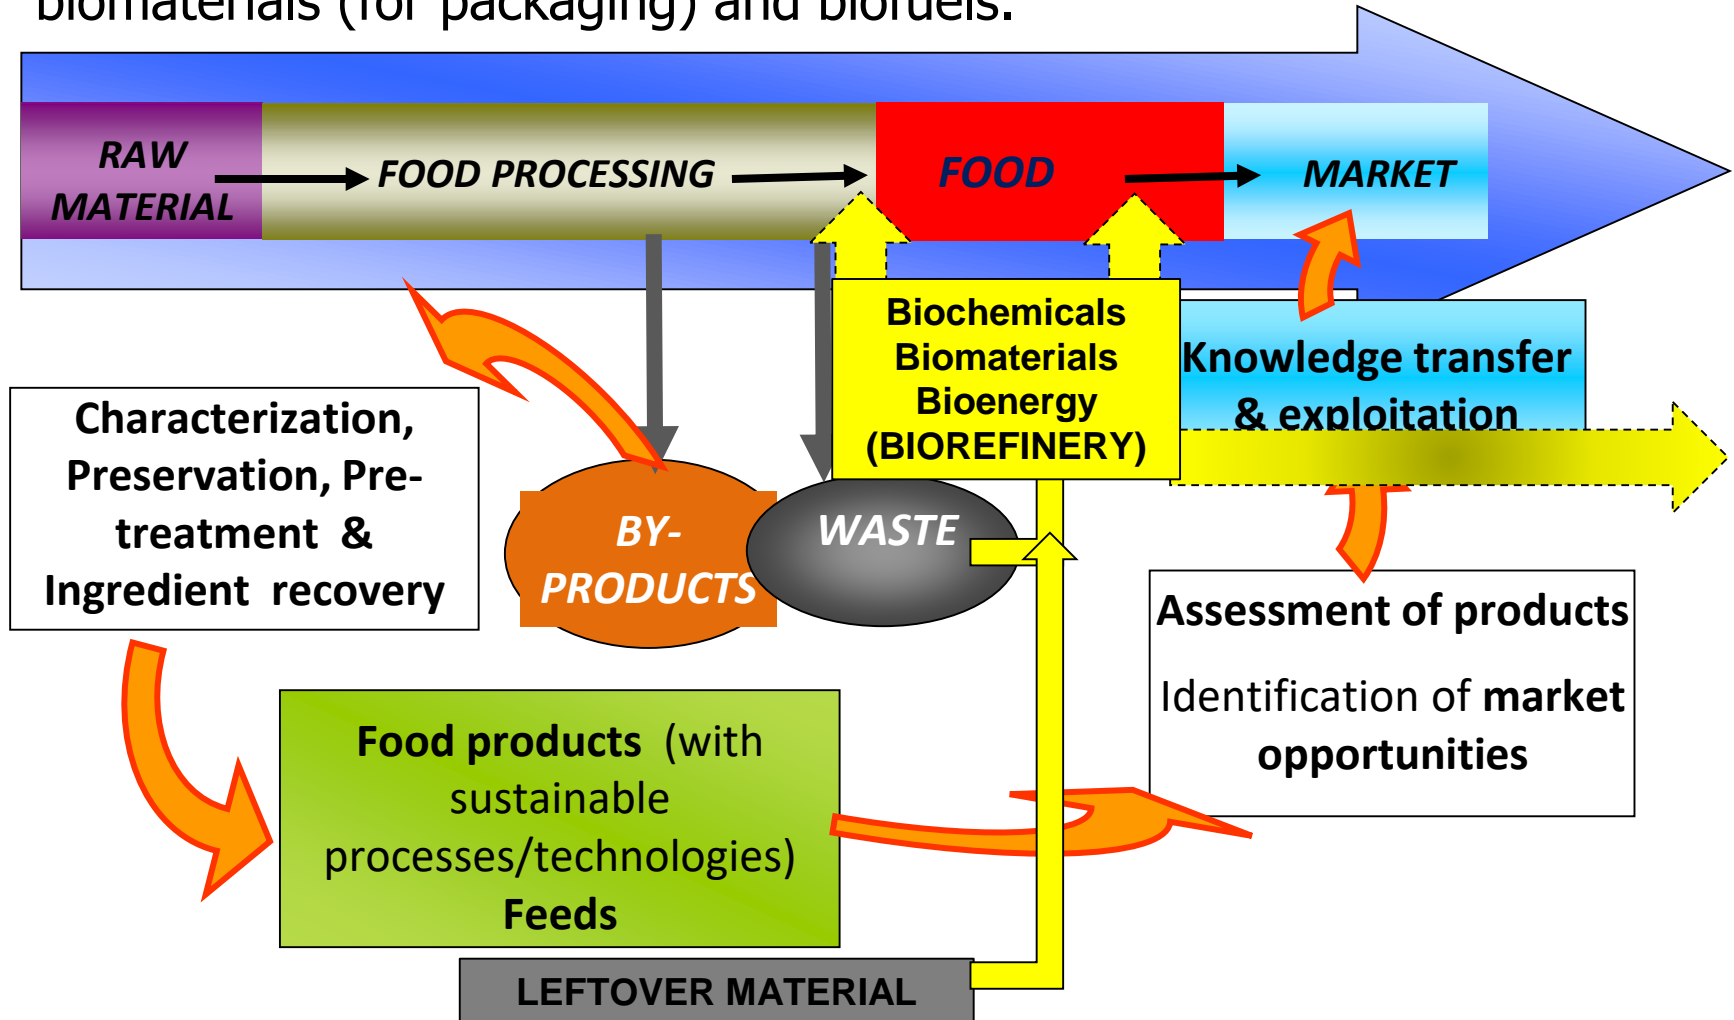 biomaterials (for packaging) and biofuels.
RAW
MATERIAL
FOOD PROCESSING
FOOD
MARKET
Biochemicals
Biomaterials
Bioenergy
(BIOREFINERY)
Knowledge transfer
& exploitation
Characterization,
Preservation, Pre-
treatment &
Ingredient recovery
BY-
PRODUCTS
WASTE
Assessment of products
Identification of market
opportunities
Food products (with
sustainable
processes/technologies)
Feeds
LEFTOVER MATERIAL